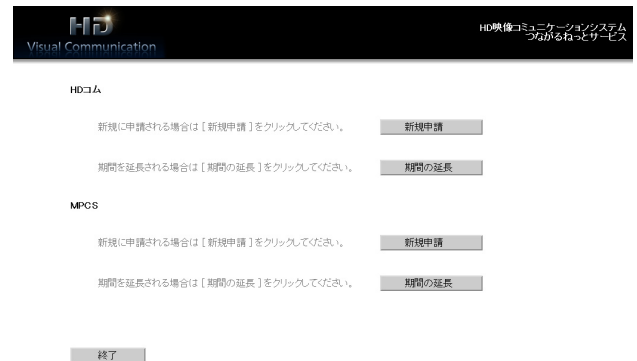 HD
Visual Communication
HD映像コミュニケーションシステム
つながるねっとサービス
HDコム
新規に申請される場合は [ 新規申請 ] をクリックしてください。
新規申請
期間を延長される場合は [ 期間の延長 ] をクリックしてください。
期間の延長
MPCS
新規に申請される場合は [ 新規申請 ] をクリックしてください。
新規申請
期間を延長される場合は [ 期間の延長 ] をクリックしてください。
期間の延長
終了